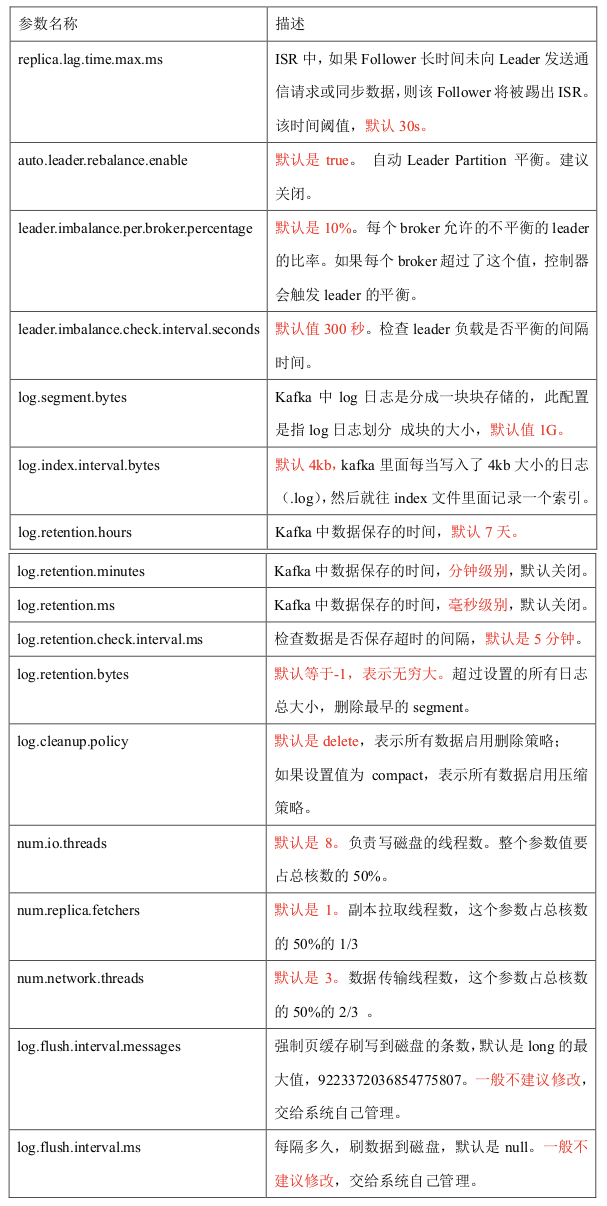 参数名称 描述
replica.lag.time.max.ms ISR 中，如果 Follower 长时间未向 Leader 发送通
信请求或同步数据，则该 Follower 将被踢出 ISR。
该时间阈值，默认 30s。
auto.leader.rebalance.enable 默认是 true。 自动 Leader Partition 平衡。建议
关闭。
leader.imbalance.per.broker.percentage 默认是 10%。每个 broker 允许的不平衡的 leader
的比率。如果每个 broker 超过了这个值，控制器
会触发 leader 的平衡。
leader.imbalance.check.interval.seconds 默认值 300 秒。检查 leader 负载是否平衡的间隔
时间。
log.segment.bytes Kafka 中 log 日志是分成一块块存储的，此配置
是指 log 日志划分 成块的大小，默认值 1G。
log.index.interval.bytes 默认 4kb，kafka 里面每当写入了 4kb 大小的日志
（.log），然后就往 index 文件里面记录一个索引。
log.retention.hours Kafka 中数据保存的时间，默认 7 天。
log.retention.minutes Kafka 中数据保存的时间，分钟级别，默认关闭。
log.retention.ms Kafka 中数据保存的时间，毫秒级别，默认关闭。
log.retention.check.interval.ms 检查数据是否保存超时的间隔，默认是 5 分钟。
log.retention.bytes 默认等于-1，表示无穷大。超过设置的所有日志
总大小，删除最早的 segment。
log.cleanup.policy 默认是 delete，表示所有数据启用删除策略；
如果设置值为 compact，表示所有数据启用压缩
策略。
num.io.threads 默认是 8。负责写磁盘的线程数。整个参数值要
占总核数的 50%。
num.replica.fetchers 默认是 1。副本拉取线程数，这个参数占总核数
的 50%的 1/3
num.network.threads 默认是 3。数据传输线程数，这个参数占总核数
的 50%的 2/3 。
log.flush.interval.messages 强制页缓存刷写到磁盘的条数，默认是 long 的最
大值，9223372036854775807。一般不建议修改，
交给系统自己管理。
log.flush.interval.ms 每隔多久，刷数据到磁盘，默认是 null。一般不
建议修改，交给系统自己管理。